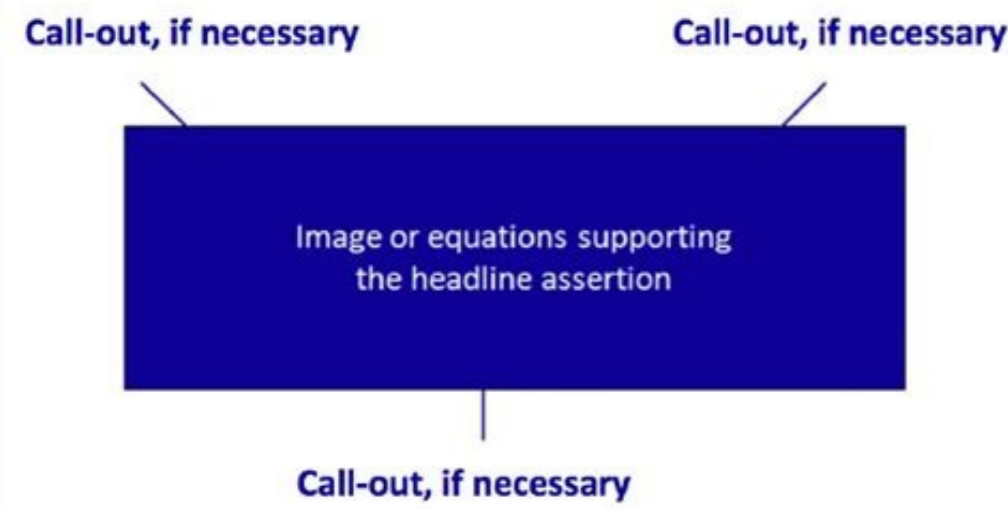 Call-out, if necessary
Call-out, if necessary
Image or equations supporting
the headline assertion
Call-out, if necessary